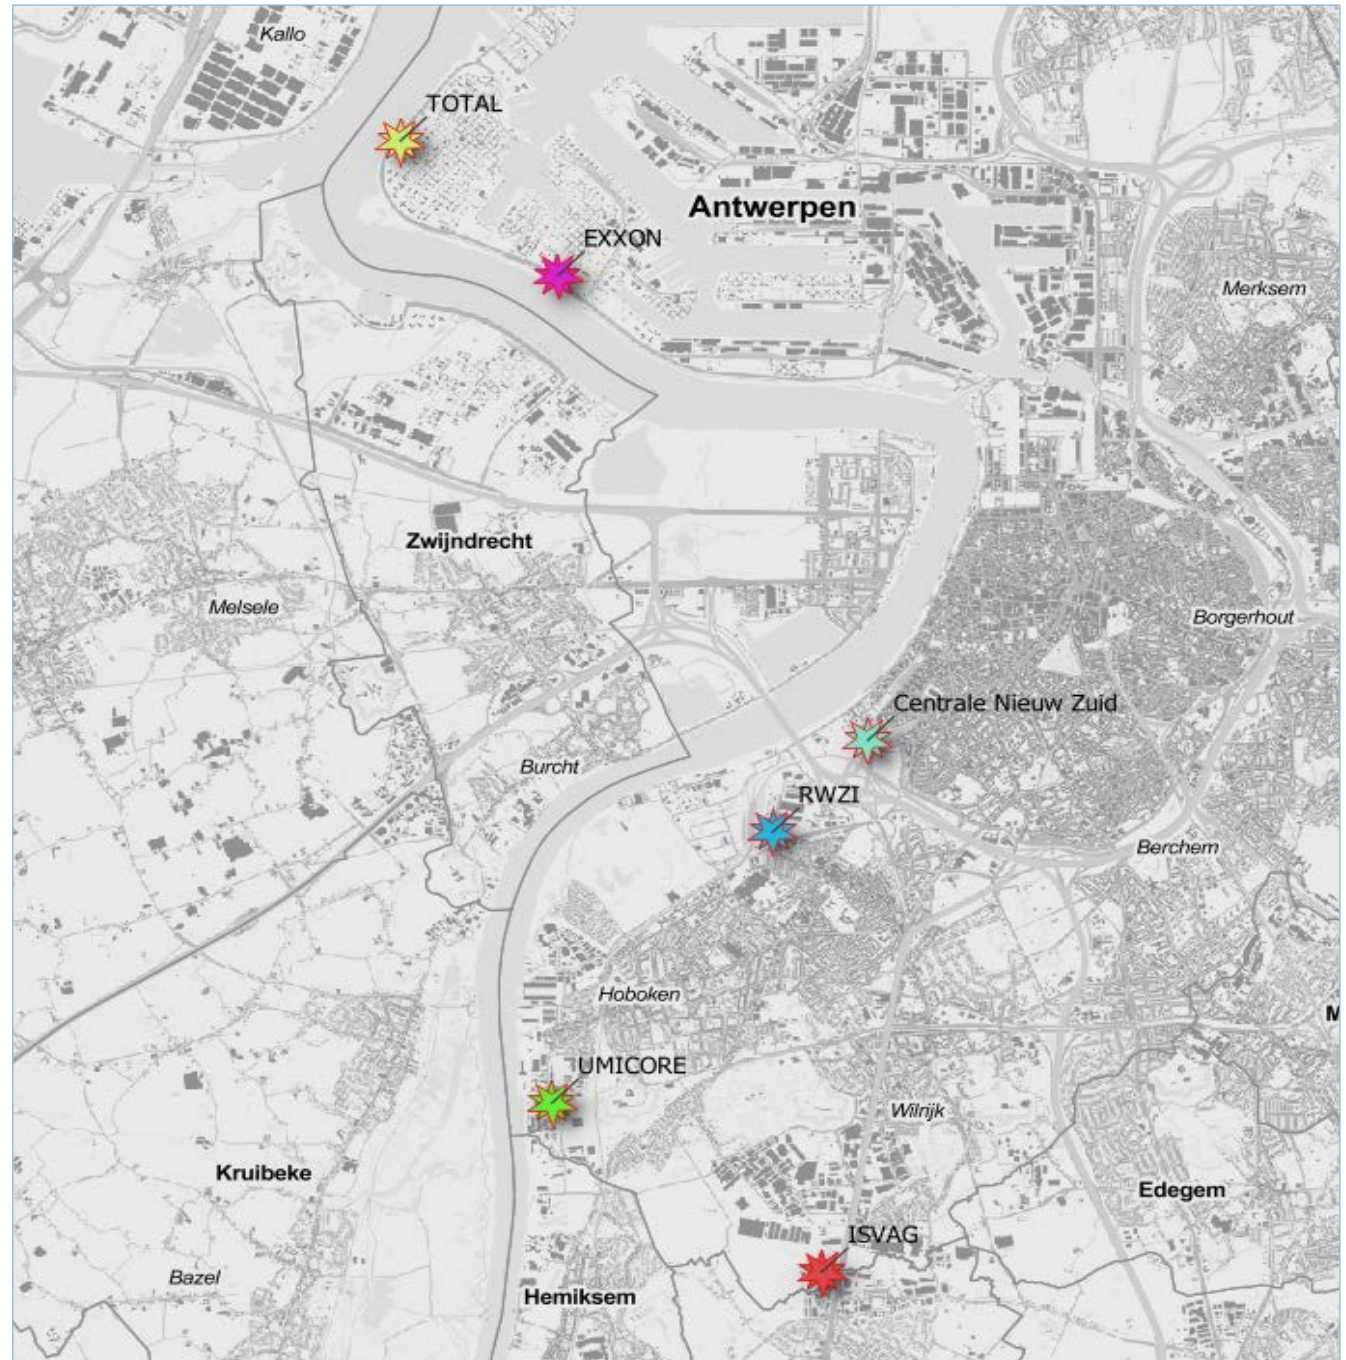 Kallo
TOTAL
Antwerpen
EXXON
Merksem
Zwijndrecht
Melsele
Borgerhout
Centrale Nieuw Zuid
Burcht
RWZI
Berchem
Hoboken
M
UMICORE
Wilrijk
Kruibeke
Edegem
ISVAG
Bazel
Hemiksem